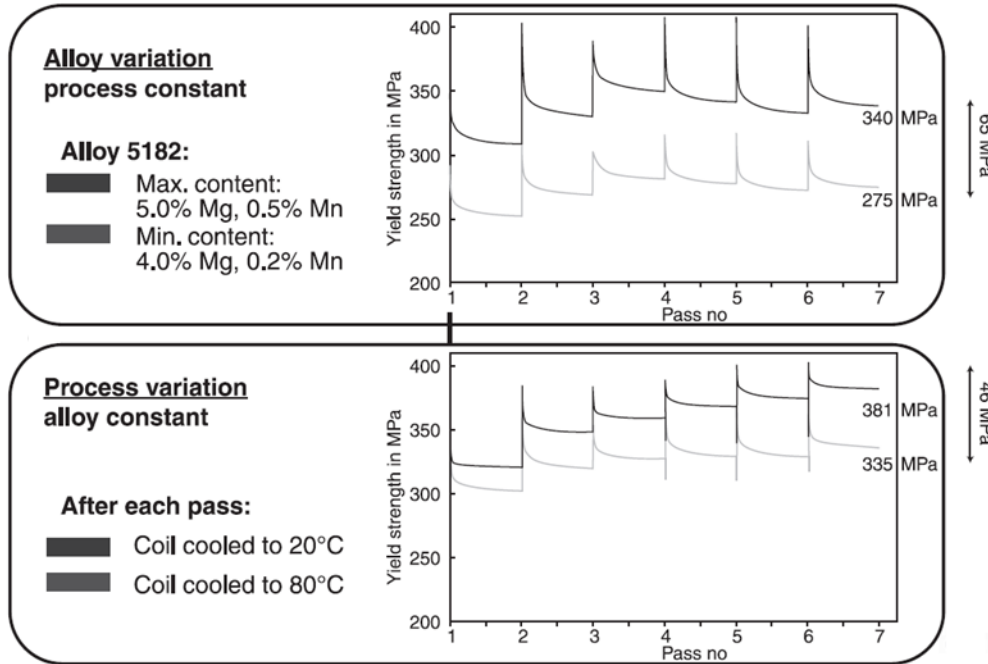 Alloy variation
process constant
Alloy 5182:
Max. content:
5.0% Mg, 0.5% Mn
Min. content:
4.0% Mg, 0.2% Mn
Yield strength in MPa
400
350
300
250
200
1 2 3 4 5 6 7
Pass no
340 MPa
275 MPa
65 MPa
Process variation
alloy constant
After each pass:
Coil cooled to 20°C
Coil cooled to 80°C
Yield strength in MPa
400
350
300
250
200
1 2 3 4 5 6 7
Pass no
381 MPa
335 MPa
46 MPa